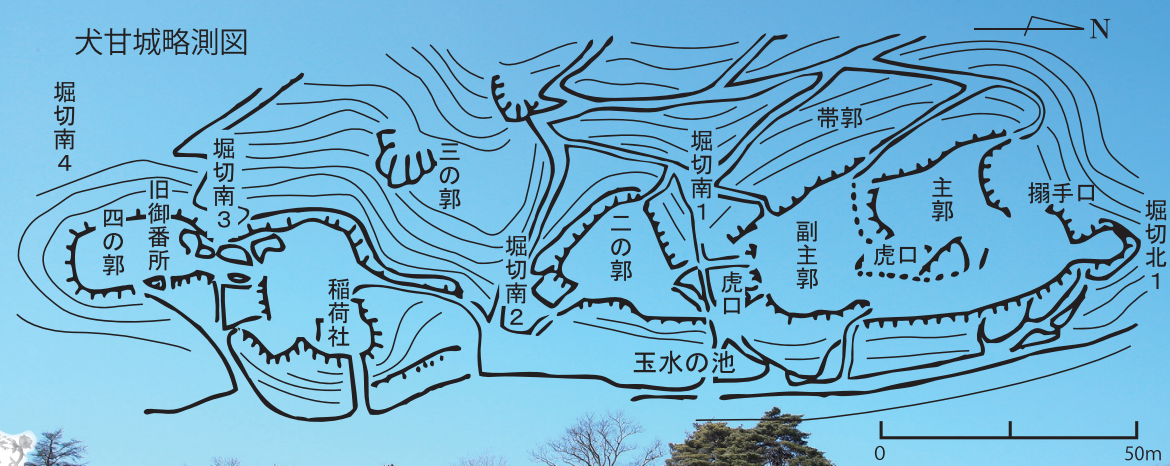 犬甘城略測図
N
堀切南4
旧御番所
四の郭
堀切南3
三の郭
稲荷社
堀切南2
二の郭
堀切南1
虎口
玉水の池
副主郭
帯郭
虎口
主郭
搦手口
堀切北1
0
50m